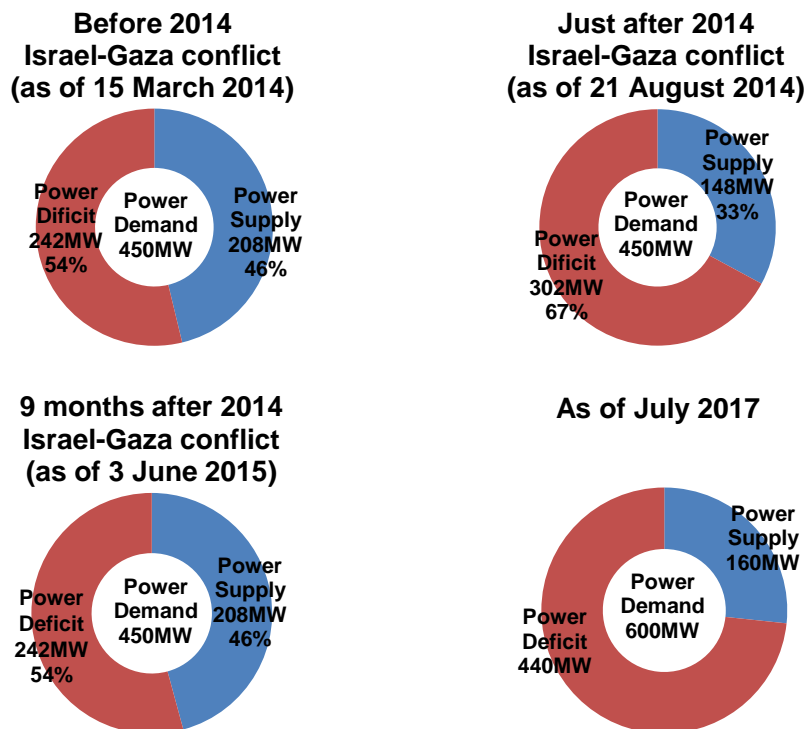 Before 2014
Israel-Gaza conflict
(as of 15 March 2014)
Power
Dificit
242MW
54%
Power
Demand
450MW
Power
Supply
208MW
46%
Just after 2014
Israel-Gaza conflict
(as of 21 August 2014)
Power
Supply
148MW
33%
Power
Demand
450MW
Power
Dificit
302MW
67%
9 months after 2014
Israel-Gaza conflict
(as of 3 June 2015)
Power
Deficit
242MW
54%
Power
Demand
450MW
Power
Supply
208MW
46%
As of July 2017
Power
Supply
160MW
Power
Demand
600MW
Power
Deficit
440MW